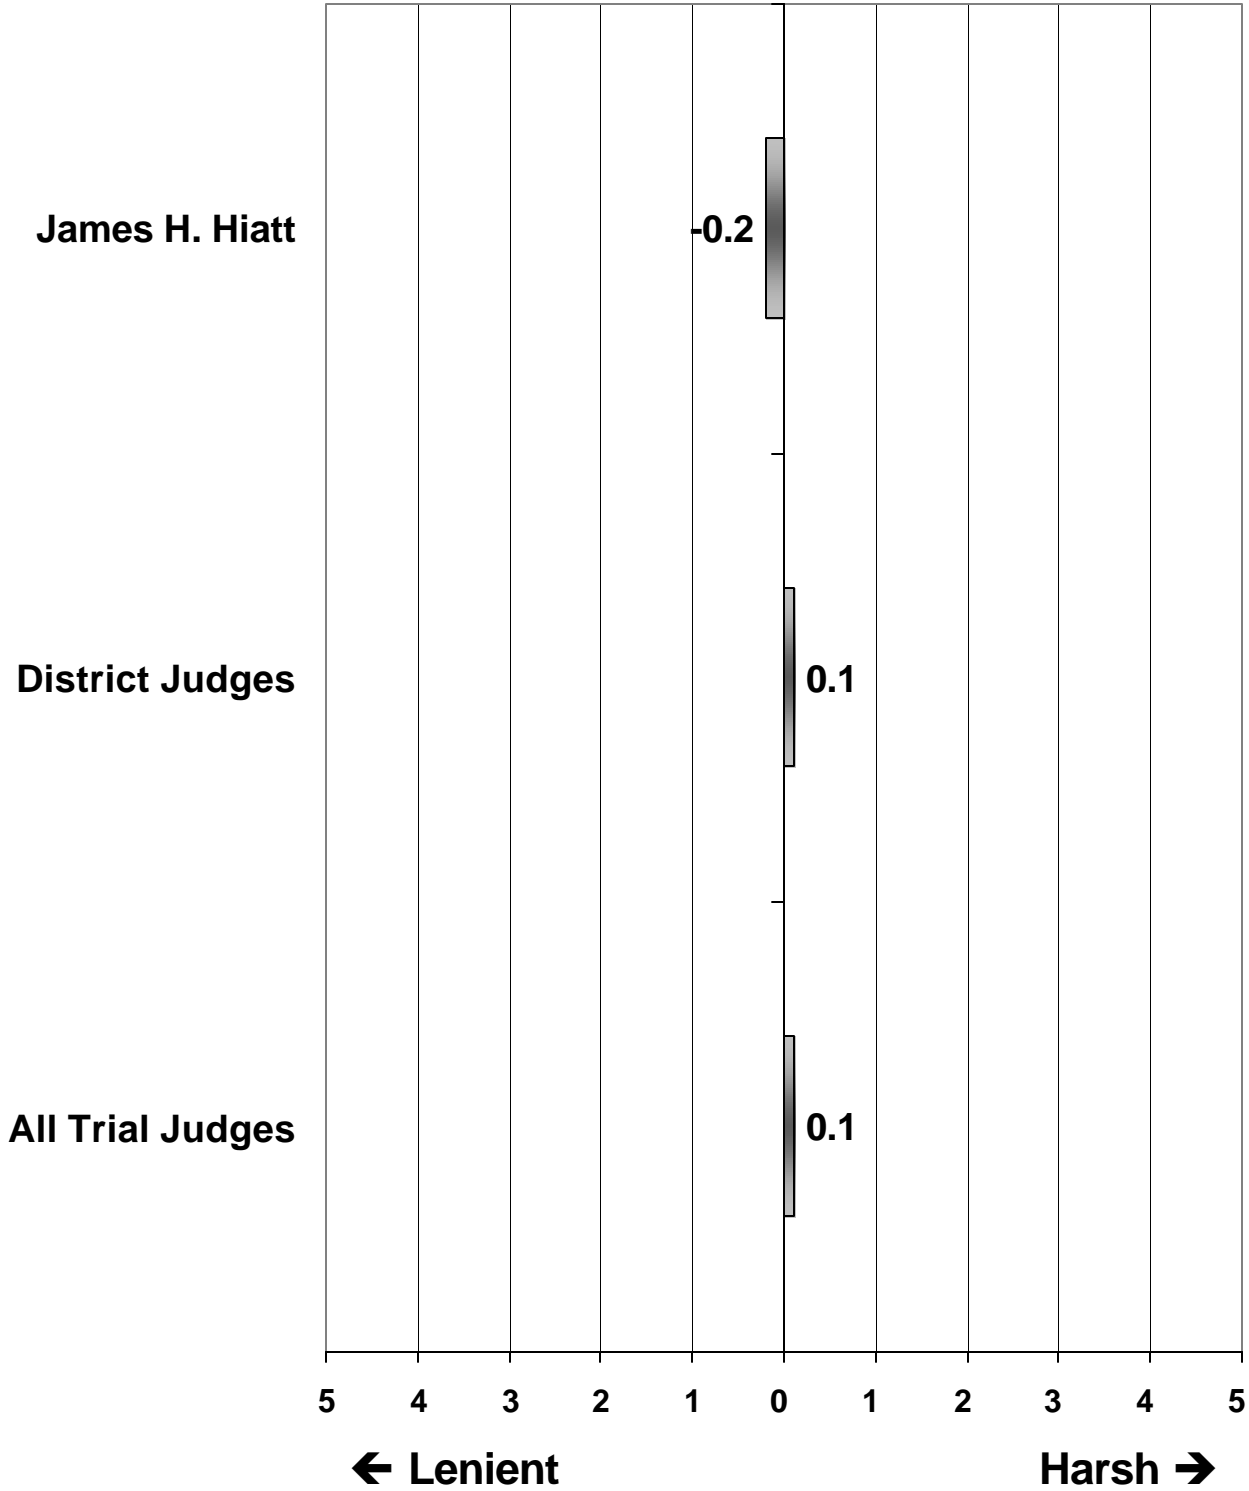 James H. Hiatt
-0.2
District Judges
0.1
All Trial Judges
0.1
5 4 3 2 1 0 1 2 3 4 5
← Lenient
Harsh →